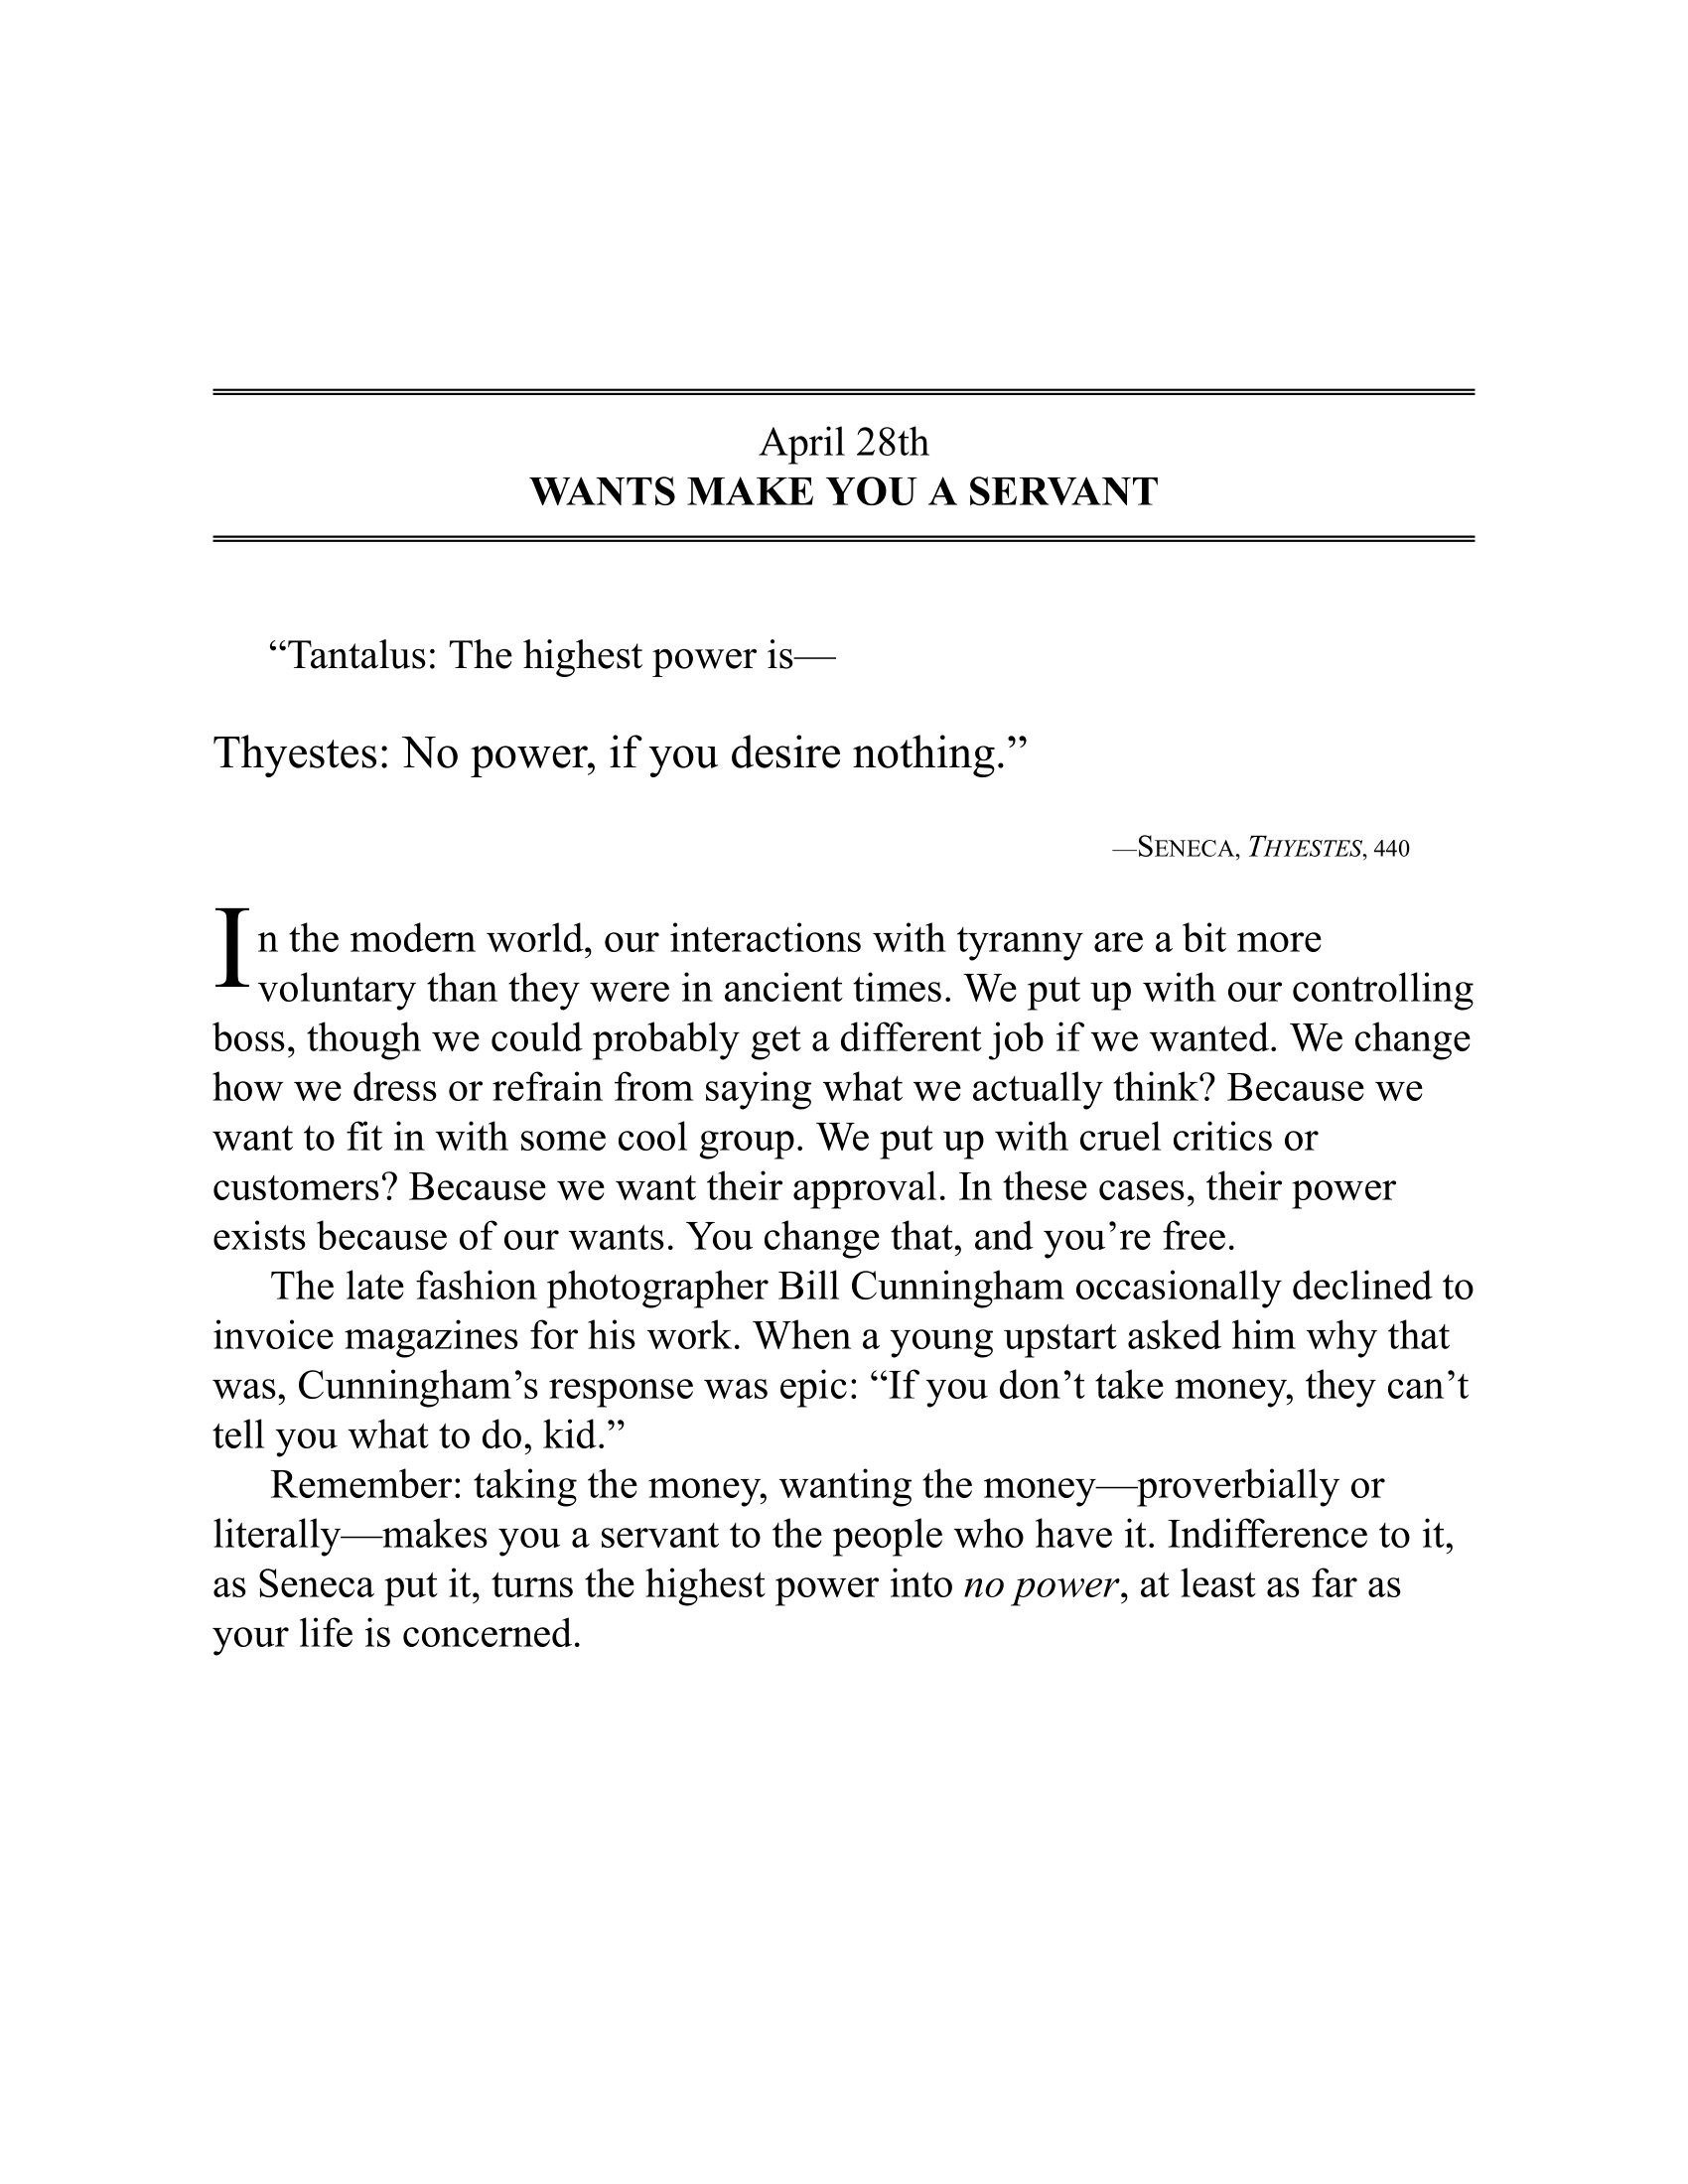 April 28th
WANTS MAKE YOU A SERVANT
“Tantalus: The highest power is—
Thyestes: No power, if you desire nothing.”
—SENECA, THYESTES, 440
In the modern world, our interactions with tyranny are a bit more
voluntary than they were in ancient times. We put up with our controlling
boss, though we could probably get a different job if we wanted. We change
how we dress or refrain from saying what we actually think? Because we
want to fit in with some cool group. We put up with cruel critics or
customers? Because we want their approval. In these cases, their power
exists because of our wants. You change that, and you’re free.
The late fashion photographer Bill Cunningham occasionally declined to
invoice magazines for his work. When a young upstart asked him why that
was, Cunningham’s response was epic: “If you don’t take money, they can’t
tell you what to do, kid.”
Remember: taking the money, wanting the money—proverbially or
literally—makes you a servant to the people who have it. Indifference to it,
as Seneca put it, turns the highest power into no power, at least as far as
your life is concerned.